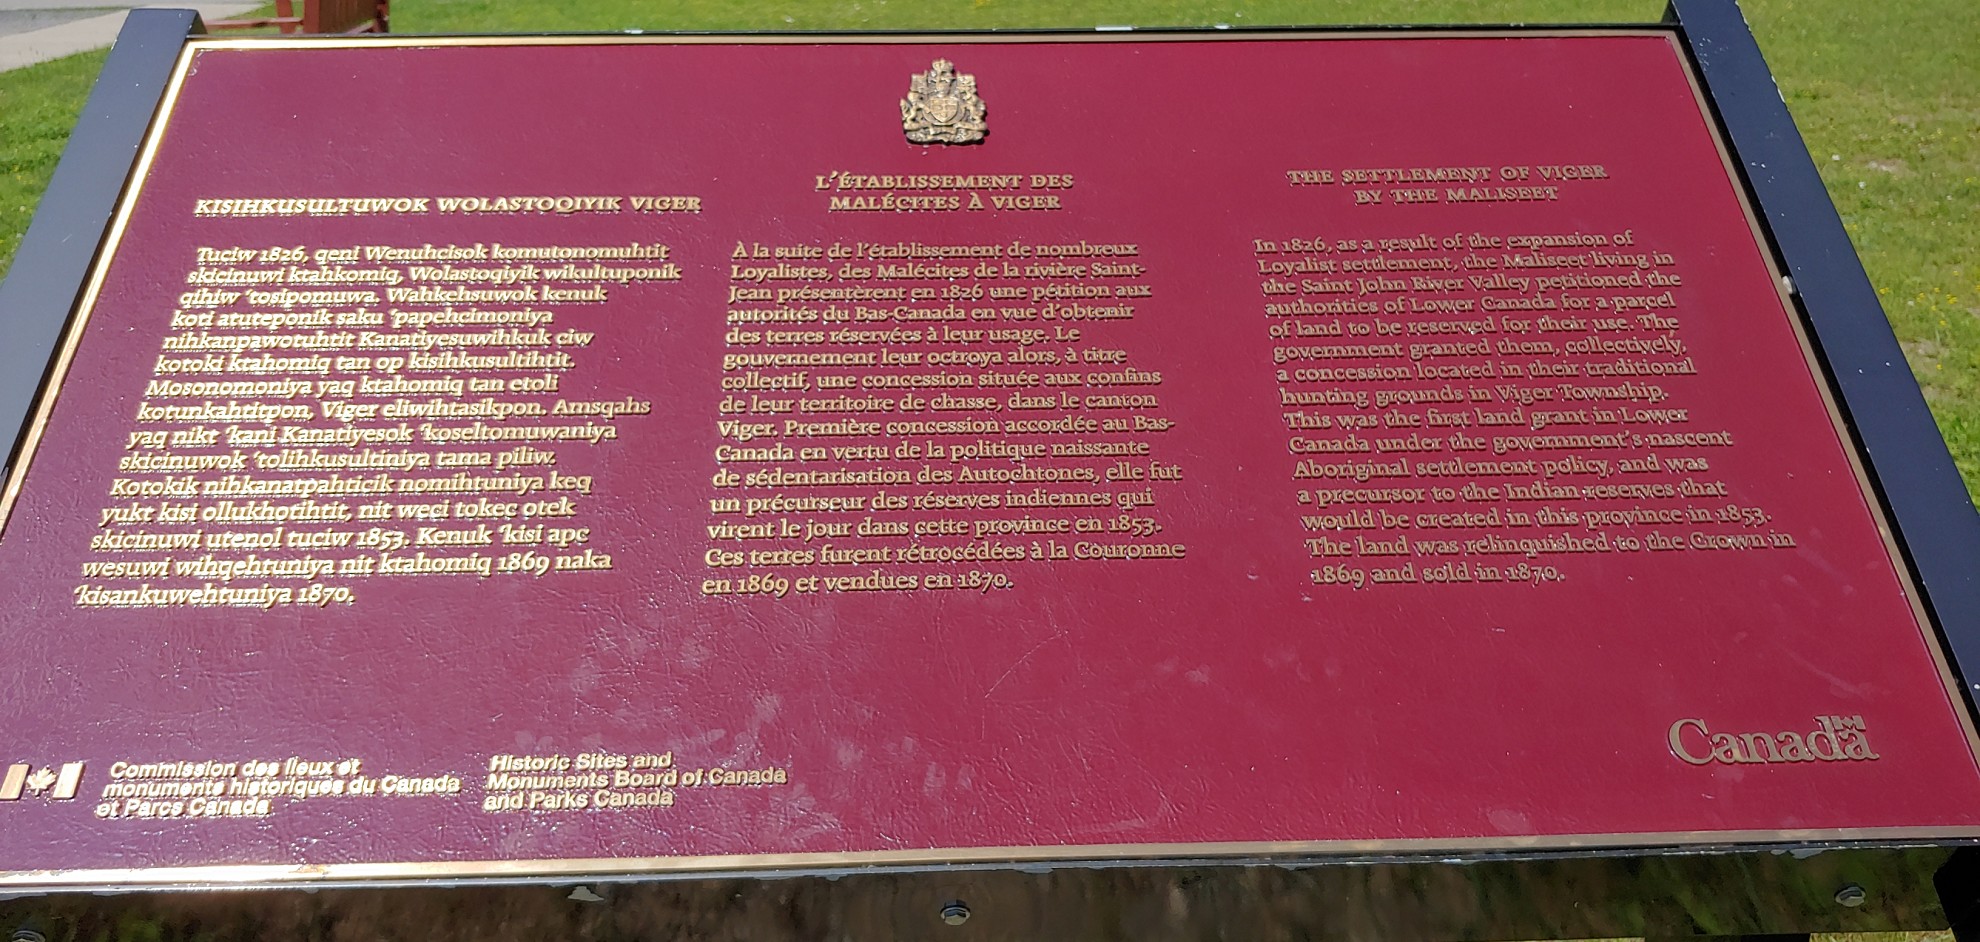 KISIHKUSULTUWOK WOLASTOQIYIK VIGER
Tuciw 1826, qeni Wenuhcisok komutonomuhtit
skicinuwi ktahkomiq, Wolastoqiyik wikultuponik
qihiw 'tosipomuwa. Wahkehsuwok kenuk
koti atuteponik saku 'papehcimoniya
nihkanpawotuhtit Kanatiyesuwihkuk ciw
kotoki ktahomiq tan op kisihkusultihtit.
Mosonomoniya yaq ktahomiq tan etoli
kotunkahtitpon, Viger eliwihtasikpon. Amsqahs
yaq nikt 'kani Kanatiyesok 'koseltomuwaniya
skicinuwok 'tolihkusultiniya tama piliw.
Kotokik nihkanatpahticik nomihtuniya keq
yukt kisi ollukhotihtit, nit weci tokec otek
skicinuwi utenol tuciw 1853. Kenuk 'kisi apc
wesuwi wihqehtuniya nit ktahomiq 1869 naka
'kisankuwehtuniya 1870.
L'ÉTABLISSEMENT DES
MALÉCITES À VIGER
À la suite de l'établissement de nombreux
Loyalistes, des Malécites de la rivière Saint-
Jean présentèrent en 1826 une pétition aux
autorités du Bas-Canada en vue d'obtenir
des terres réservées à leur usage. Le
gouvernement leur octroya alors, à titre
collectif, une concession située aux confins
de leur territoire de chasse, dans le canton
Viger. Première concession accordée au Bas-
Canada en vertu de la politique naissante
de sédentarisation des Autochtones, elle fut
un précurseur des réserves indiennes qui
virent le jour dans cette province en 1853.
Ces terres furent rétrocédées à la Couronne
en 1869 et vendues en 1870.
THE SETTLEMENT OF VIGER
BY THE MALISEET
In 1826, as a result of the expansion of
Loyalist settlement, the Maliseet living in
the Saint John River Valley petitioned the
authorities of Lower Canada for a parcel
of land to be reserved for their use. The
government granted them, collectively,
a concession located in their traditional
hunting grounds in Viger Township.
This was the first land grant in Lower
Canada under the government's nascent
Aboriginal settlement policy, and was
a precursor to the Indian reserves that
would be created in this province in 1853.
The land was relinquished to the Crown in
1869 and sold in 1870.
Commission des lieux et
monuments historiques du Canada
et Parcs Canada
Historic Sites and
Monuments Board of Canada
and Parks Canada
Canada